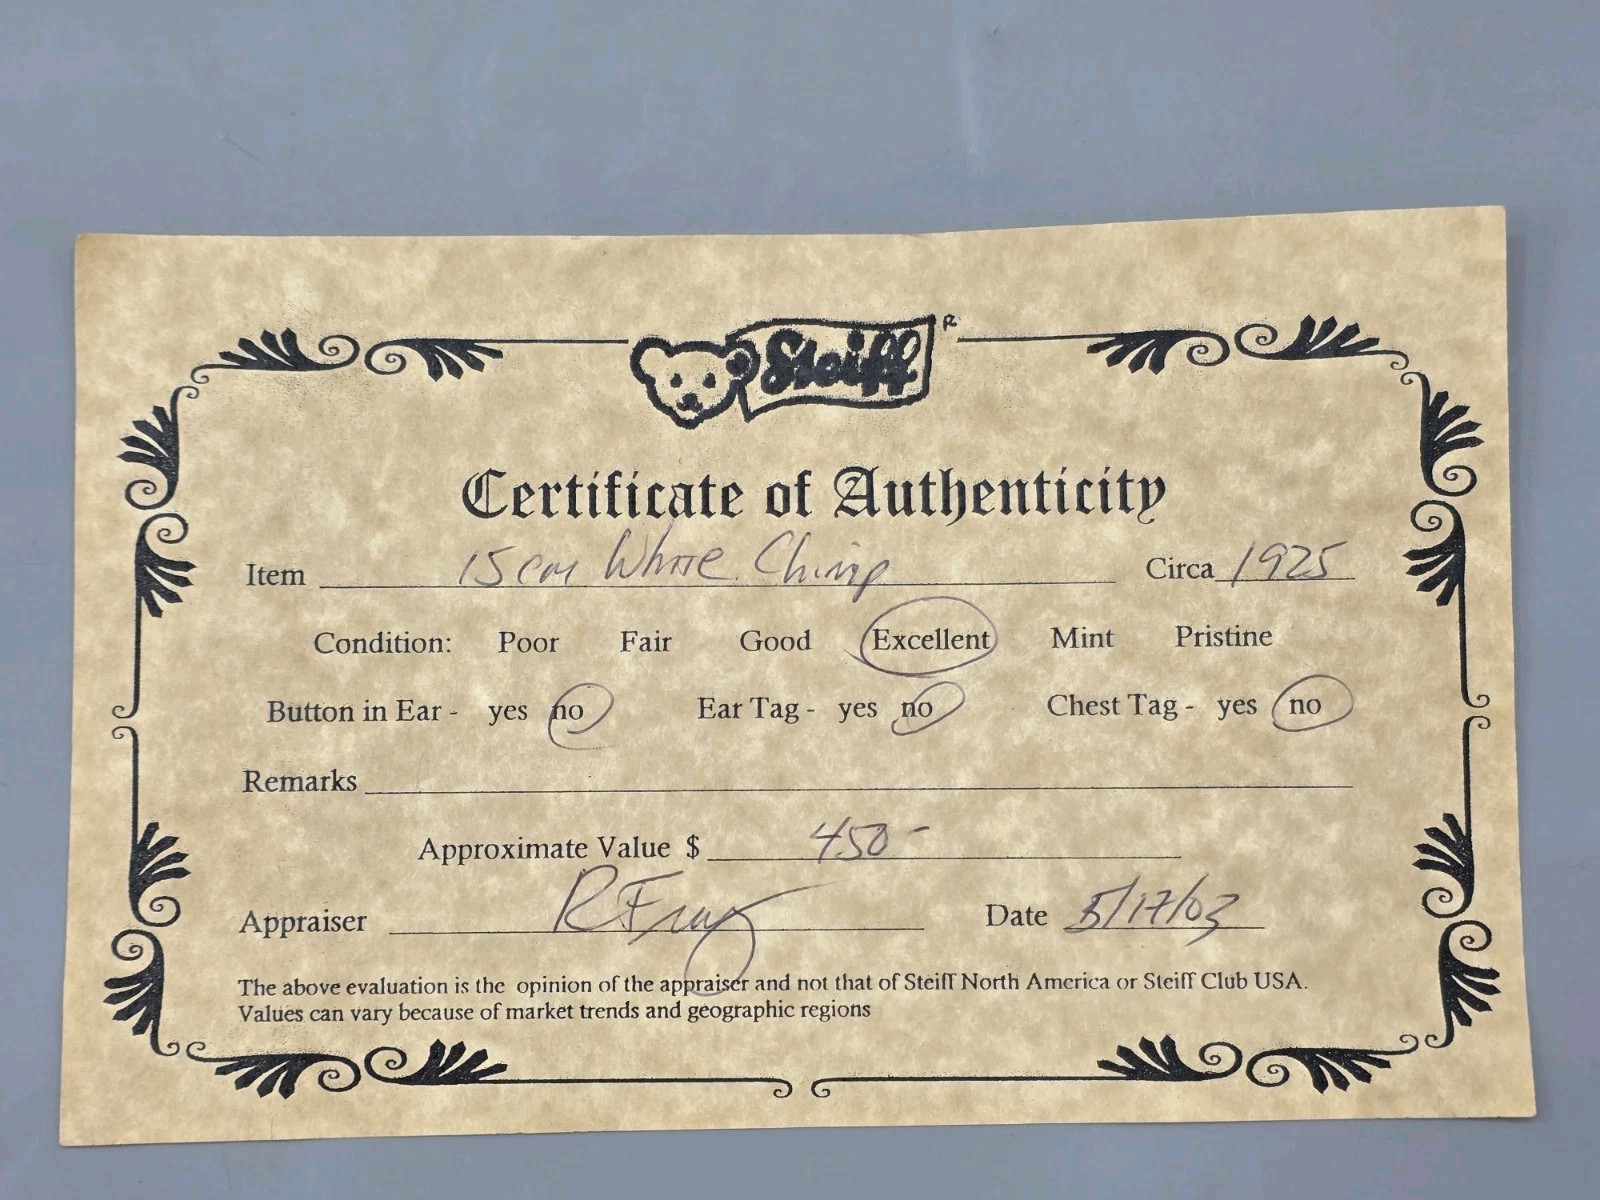 Steiff R
Certificate of Authenticity
Item 15cm White Chimp Circa 1925
Condition: Poor Fair Good Excellent Mint Pristine
Button in Ear - yes no Ear Tag - yes no Chest Tag - yes no
Remarks
Approximate Value $ 450-
Appraiser Date 5/17/03
The above evaluation is the opinion of the appraiser and not that of Steiff North America or Steiff Club USA.
Values can vary because of market trends and geographic regions